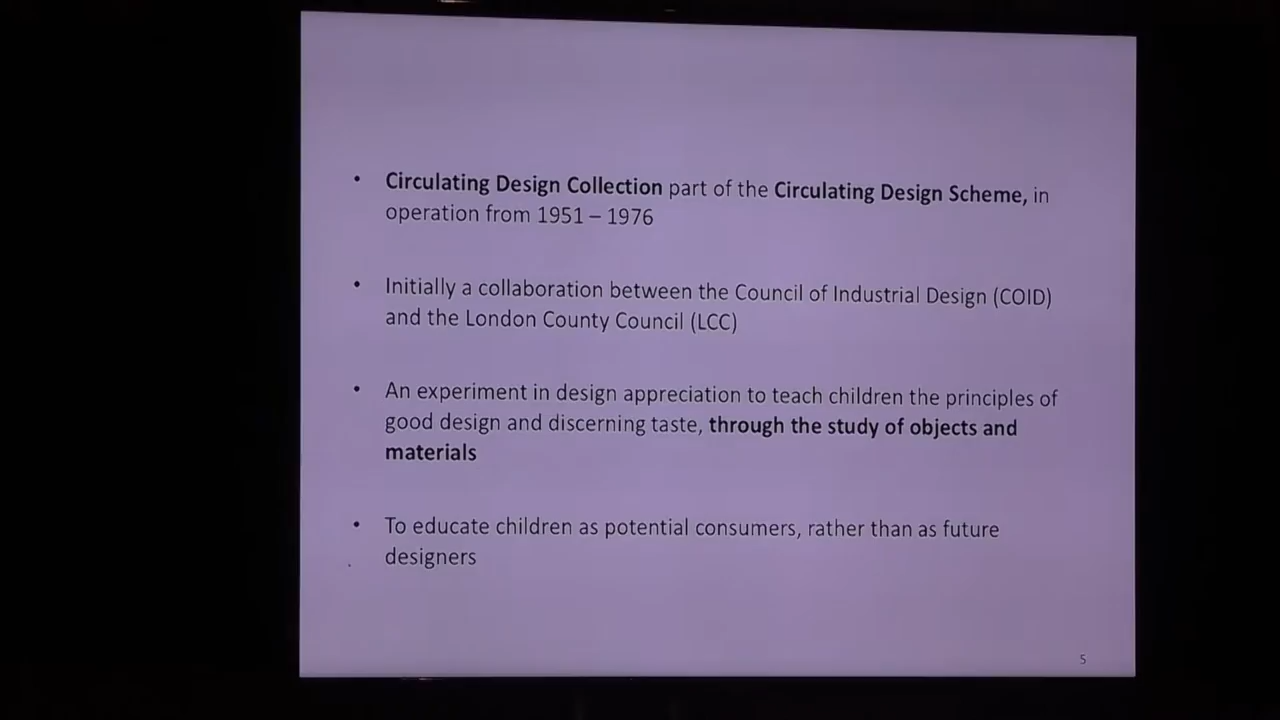 • Circulating Design Collection part of the Circulating Design Scheme, in
operation from 1951 – 1976
• Initially a collaboration between the Council of Industrial Design (COID)
and the London County Council (LCC)
• An experiment in design appreciation to teach children the principles of
good design and discerning taste, through the study of objects and
materials
• To educate children as potential consumers, rather than as future
designers
5